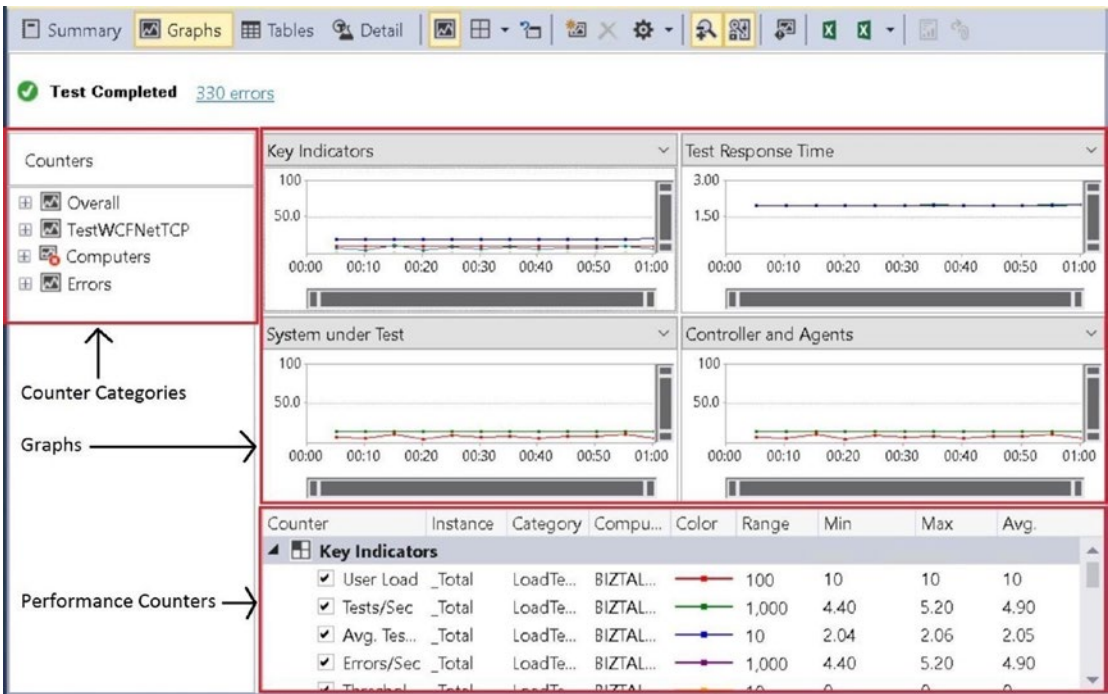 Summary Graphs Tables Detail
Test Completed 330 errors
Counters
Overall
TestWCFNetTCP
Computers
Errors
Counter Categories
Graphs
Performance Counters
Key Indicators
100
50.0
00:00 00:10 00:20 00:30 00:40 00:50 01:00
Test Response Time
3.00
1.50
00:00 00:10 00:20 00:30 00:40 00:50 01:00
System under Test
100
50.0
00:00 00:10 00:20 00:30 00:40 00:50 01:00
Controller and Agents
100
50.0
00:00 00:10 00:20 00:30 00:40 00:50 01:00
Counter Instance Category Compu... Color Range Min Max Avg.
Key Indicators
User Load _Total LoadTe... BIZTAL... 100 10 10 10
Tests/Sec _Total LoadTe... BIZTAL... 1,000 4.40 5.20 4.90
Avg. Tes... _Total LoadTe... BIZTAL... 10 2.04 2.06 2.05
Errors/Sec _Total LoadTe... BIZTAL... 1,000 4.40 5.20 4.90